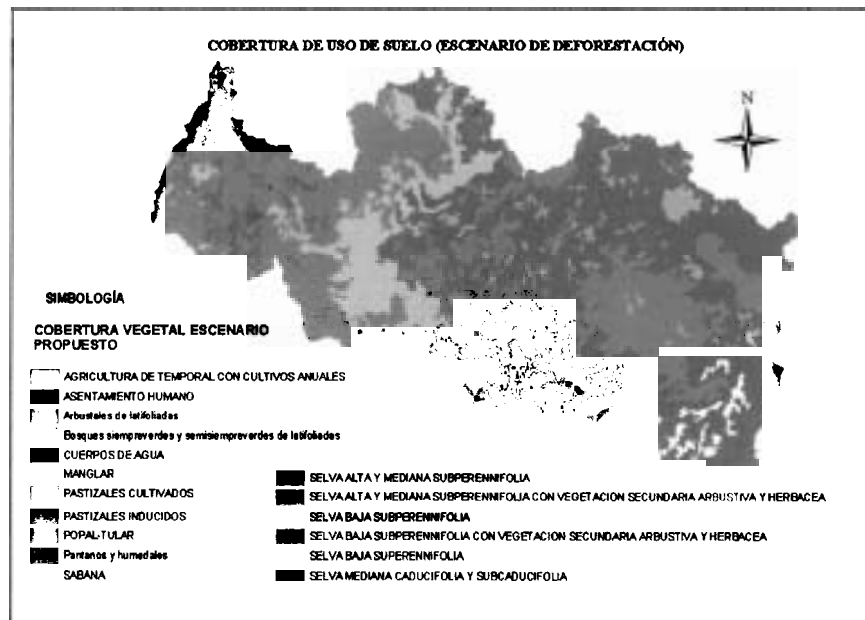 COBERTURA DE USO DE SUELO (ESCENARIO DE DEFORESTACIÓN)
N
SIMBOLOGÍA
COBERTURA VEGETAL ESCENARIO
PROPUESTO
AGRICULTURA DE TEMPORAL CON CULTIVOS ANUALES
ASENTAMIENTO HUMANO
Arbustales de latifoliadas
Bosques siempreverdes y semisiempreverdes de latifoliadas
CUERPOS DE AGUA
MANGLAR
PASTIZALES CULTIVADOS
PASTIZALES INDUCIDOS
POPAL-TULAR
Pantanos y humedales
SABANA
SELVA ALTA Y MEDIANA SUBPERENNIFOLIA
SELVA ALTA Y MEDIANA SUBPERENNIFOLIA CON VEGETACION SECUNDARIA ARBUSTIVA Y HERBACEA
SELVA BAJA SUBPERENNIFOLIA
SELVA BAJA SUBPERENNIFOLIA CON VEGETACION SECUNDARIA ARBUSTIVA Y HERBACEA
SELVA BAJA SUPERENNIFOLIA
SELVA MEDIANA CADUCIFOLIA Y SUBCADUCIFOLIA